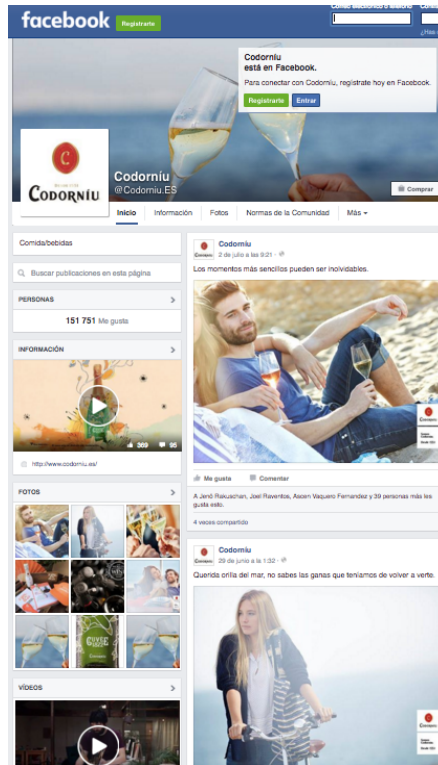 facebook
Registrarte
Codorníu
está en Facebook.
Para conectar con Codorníu, regístrate hoy en Facebook.
Registrarte
Entrar
CODORNÍU
Codorníu
@Codorniu.ES
Comprar
Inicio
Información
Fotos
Normas de la Comunidad
Más
Comida/bebidas
Buscar publicaciones en esta página
PERSONAS
151 751 Me gusta
INFORMACIÓN
369
95
http://www.codorniu.es/
FOTOS
VÍDEOS
Codorníu
2 de julio a las 9:21 ·
Los momentos más sencillos pueden ser inolvidables.
Me gusta
Comentar
A Jenö Rakuschan, Joel Raventos, Ascen Vaquero Fernandez y 39 personas más les
gusta esto.
4 veces compartido
Codorníu
29 de junio a la 1:32 ·
Querida orilla del mar, no sabes las ganas que teníamos de volver a verte.